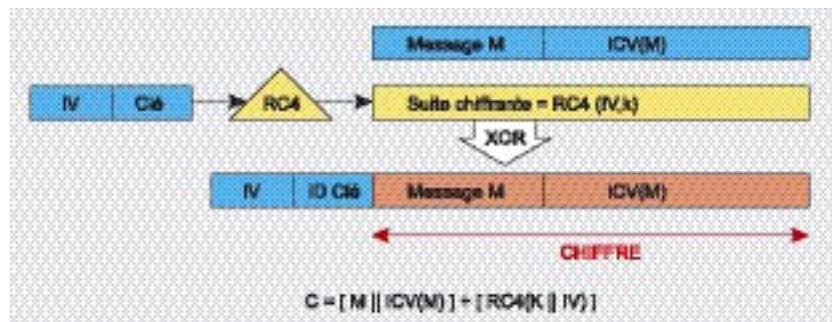 Message M ICV(M)
IV Clé RC4 Suite chiffrante = RC4 (IV,k)
XOR
IV ID Clé Message M ICV(M)
CHIFFRE
C = [ M || ICV(M) ] + [ RC4(K || IV) ]